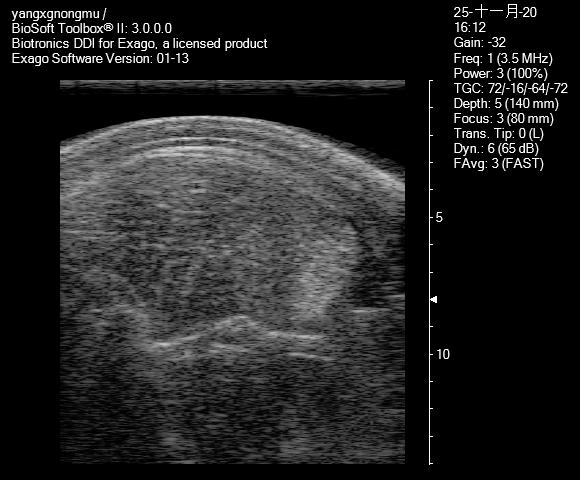 yangxgnongmu /
BioSoft Toolbox® II: 3.0.0.0
Biotronics DDI for Exago, a licensed product
Exago Software Version: 01-13
25-十一月-20
16:12
Gain: -32
Freq: 1 (3.5 MHz)
Power: 3 (100%)
TGC: 72/-16/-64/-72
Depth: 5 (140 mm)
Focus: 3 (80 mm)
Trans. Tip: 0 (L)
Dyn.: 6 (65 dB)
FAvg: 3 (FAST)
5
10